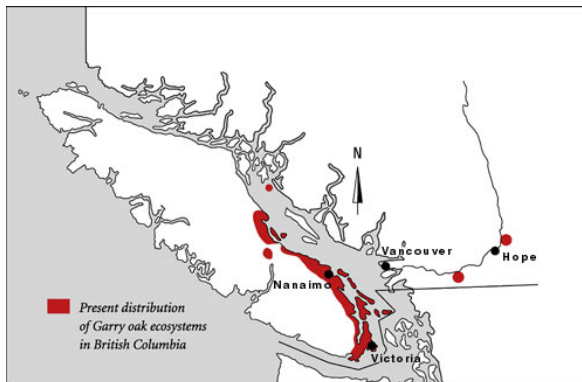 N
Vancouver
Hope
Nanaimo
Present distribution
of Garry oak ecosystems
in British Columbia
Victoria